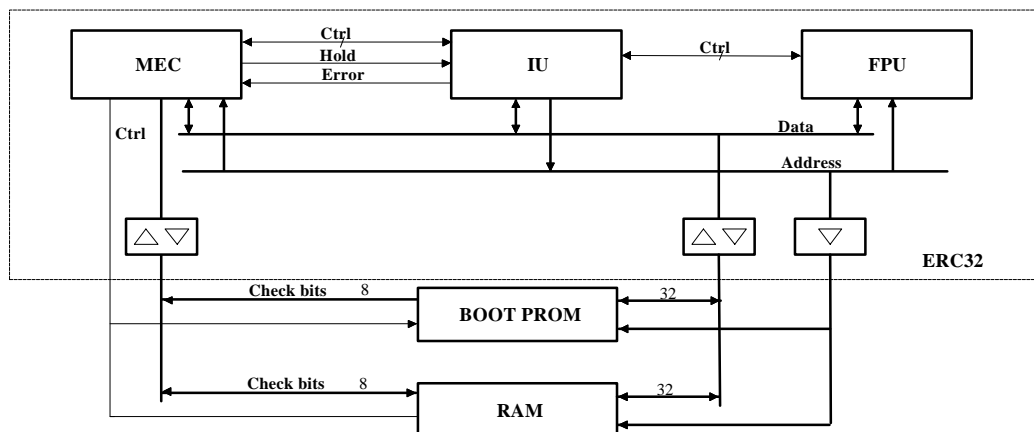 Ctrl
Ctrl
MEC
Hold
IU
FPU
Error
Ctrl
Data
Address
ERC32
Check bits 8
32
BOOT PROM
Check bits 8
32
RAM